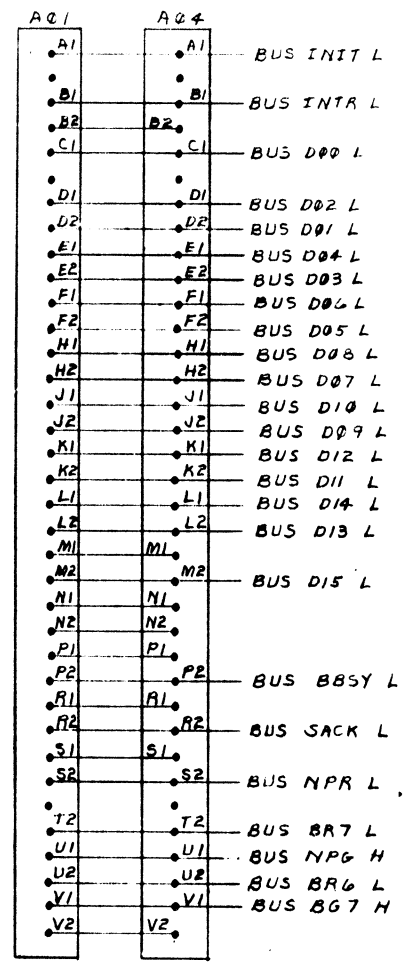 AØ1 AØ4
A1 A1 BUS INIT L
B1 B1 BUS INTR L
B2 B2
C1 C1 BUS DØØ L
D1 D1 BUS DØ2 L
D2 D2 BUS DØ1 L
E1 E1 BUS DØ4 L
E2 E2 BUS DØ3 L
F1 F1 BUS DØ6 L
F2 F2 BUS DØ5 L
H1 H1 BUS DØ8 L
H2 H2 BUS DØ7 L
J1 J1 BUS D1Ø L
J2 J2 BUS DØ9 L
K1 K1 BUS D12 L
K2 K2 BUS D11 L
L1 L1 BUS D14 L
L2 L2 BUS D13 L
M1 M1
M2 M2 BUS D15 L
N1 N1
N2 N2
P1 P1
P2 P2 BUS BBSY L
R1 R1
R2 R2 BUS SACK L
S1 S1
S2 S2 BUS NPR L
T2 T2 BUS BR7 L
U1 U1 BUS NPG H
U2 U2 BUS BR6 L
V1 V1 BUS BG7 H
V2 V2